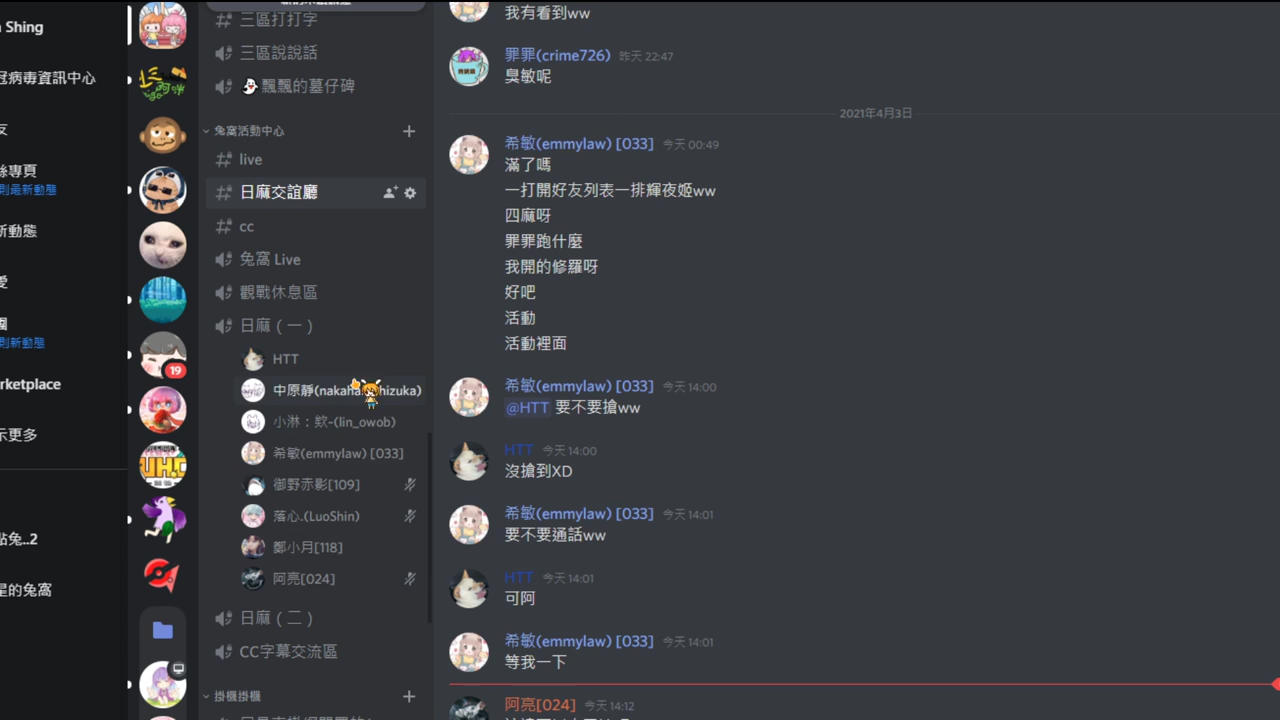 Shing
冠病毒資訊中心
友
絲專頁
則最新動態
新動態
愛
團
則新動態
rketplace
示更多
點兔..2
星的兔窩
19
三區打打字
三區說說話
飄飄的墓仔碑
兔窩活動中心
live
日麻交誼廳
cc
兔窩 Live
觀戰休息區
日麻 ( 一 )
HTT
中原靜(nakaha hizuka)
小淋：欸-(lin_owob)
希敏(emmylaw) [033]
御野赤影[109]
落心.(LuoShin)
鄭小月[118]
阿亮[024]
日麻 ( 二 )
CC字幕交流區
掛機掛機
我有看到ww
罪罪(crime726) 昨天 22:47
臭敏呢
2021年4月3日
希敏(emmylaw) [033] 今天 00:49
滿了嗎
一打開好友列表一排輝夜姬ww
四麻呀
罪罪跑什麼
我開的修羅呀
好吧
活動
活動裡面
希敏(emmylaw) [033] 今天 14:00
@HTT 要不要搶ww
HTT 今天 14:00
沒搶到XD
希敏(emmylaw) [033] 今天 14:01
要不要通話ww
HTT 今天 14:01
可阿
希敏(emmylaw) [033] 今天 14:01
等我一下
阿亮[024] 今天 14:12